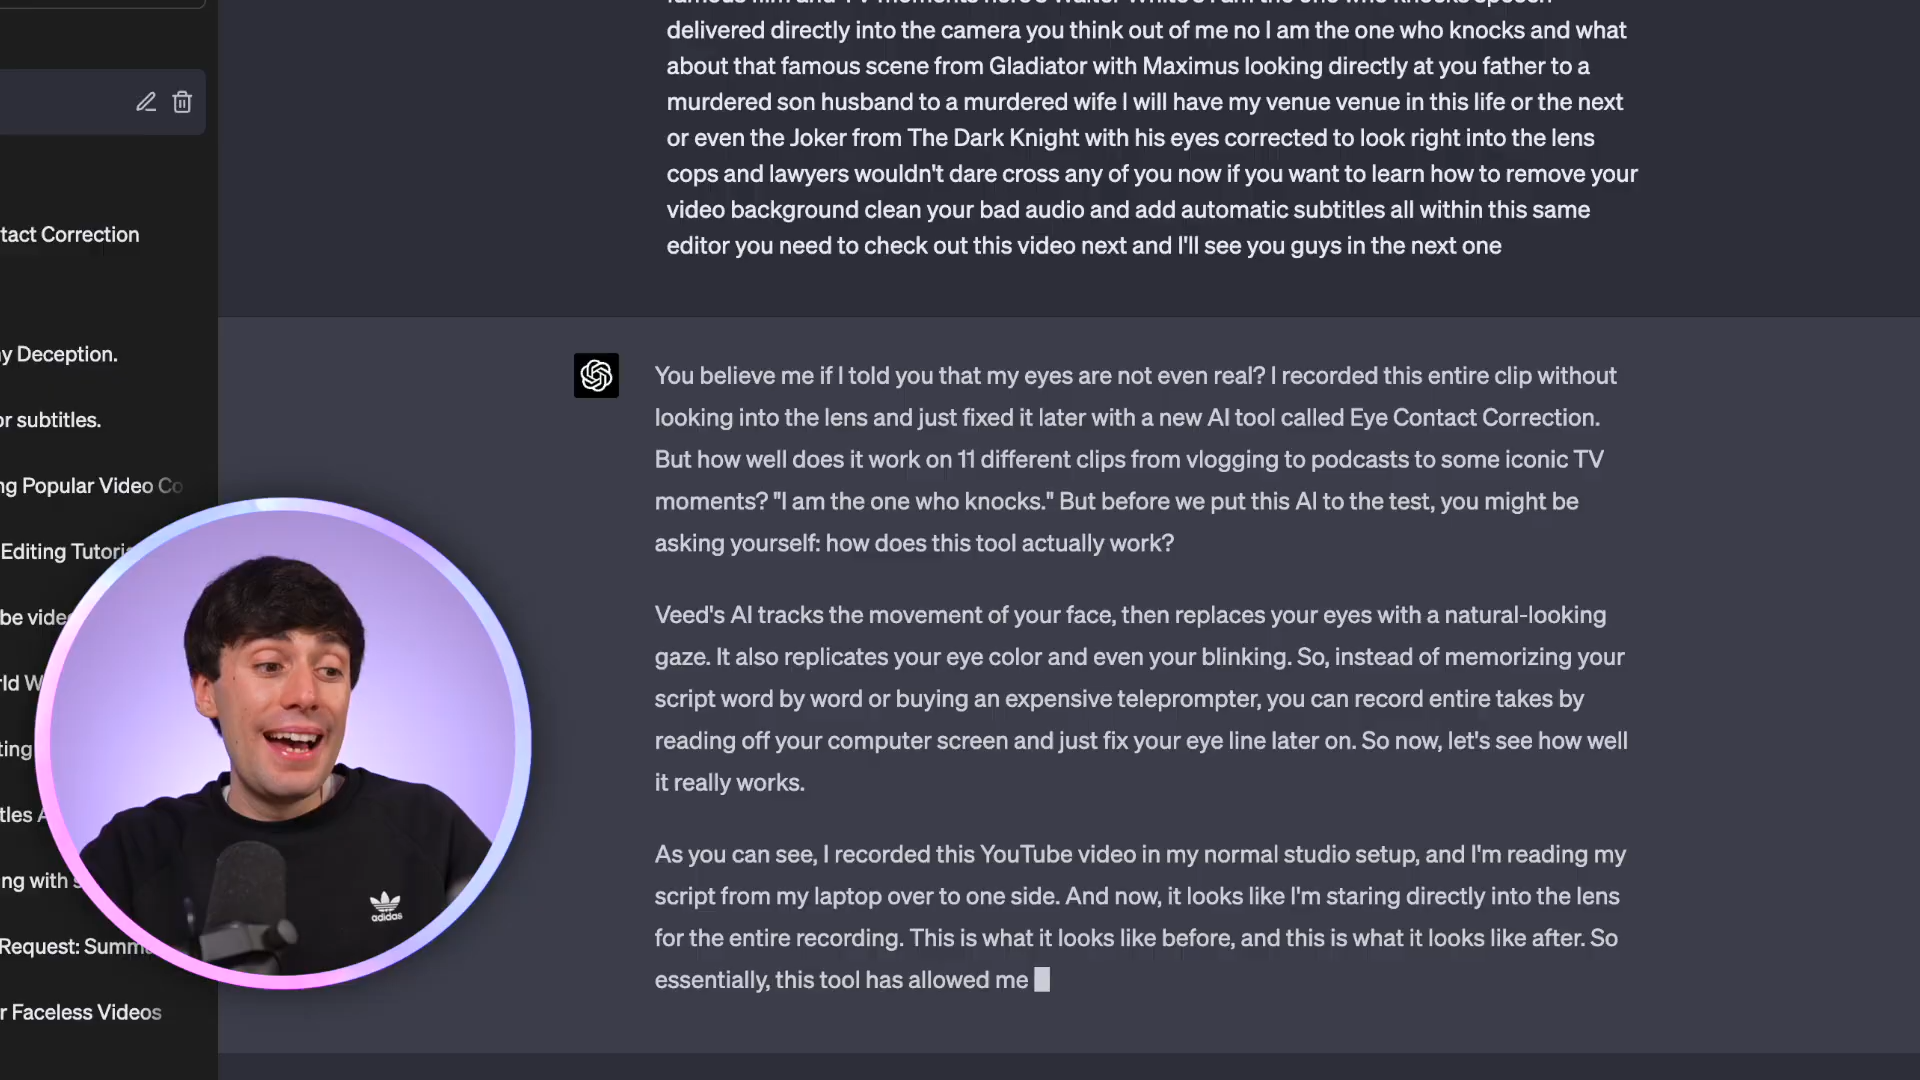 delivered directly into the camera you think out of me no I am the one who knocks and what
about that famous scene from Gladiator with Maximus looking directly at you father to a
murdered son husband to a murdered wife I will have my venue venue in this life or the next
or even the Joker from The Dark Knight with his eyes corrected to look right into the lens
cops and lawyers wouldn't dare cross any of you now if you want to learn how to remove your
video background clean your bad audio and add automatic subtitles all within this same
editor you need to check out this video next and I'll see you guys in the next one
tact Correction
y Deception.
or subtitles.
ng Popular Video Co
Editing Tutoria
be vide
rld W
ting
tles A
ng with s
Request: Summ
r Faceless Videos
You believe me if I told you that my eyes are not even real? I recorded this entire clip without
looking into the lens and just fixed it later with a new AI tool called Eye Contact Correction.
But how well does it work on 11 different clips from vlogging to podcasts to some iconic TV
moments? "I am the one who knocks." But before we put this AI to the test, you might be
asking yourself: how does this tool actually work?
Veed's AI tracks the movement of your face, then replaces your eyes with a natural-looking
gaze. It also replicates your eye color and even your blinking. So, instead of memorizing your
script word by word or buying an expensive teleprompter, you can record entire takes by
reading off your computer screen and just fix your eye line later on. So now, let's see how well
it really works.
As you can see, I recorded this YouTube video in my normal studio setup, and I'm reading my
script from my laptop over to one side. And now, it looks like I'm staring directly into the lens
for the entire recording. This is what it looks like before, and this is what it looks like after. So
essentially, this tool has allowed me
adidas